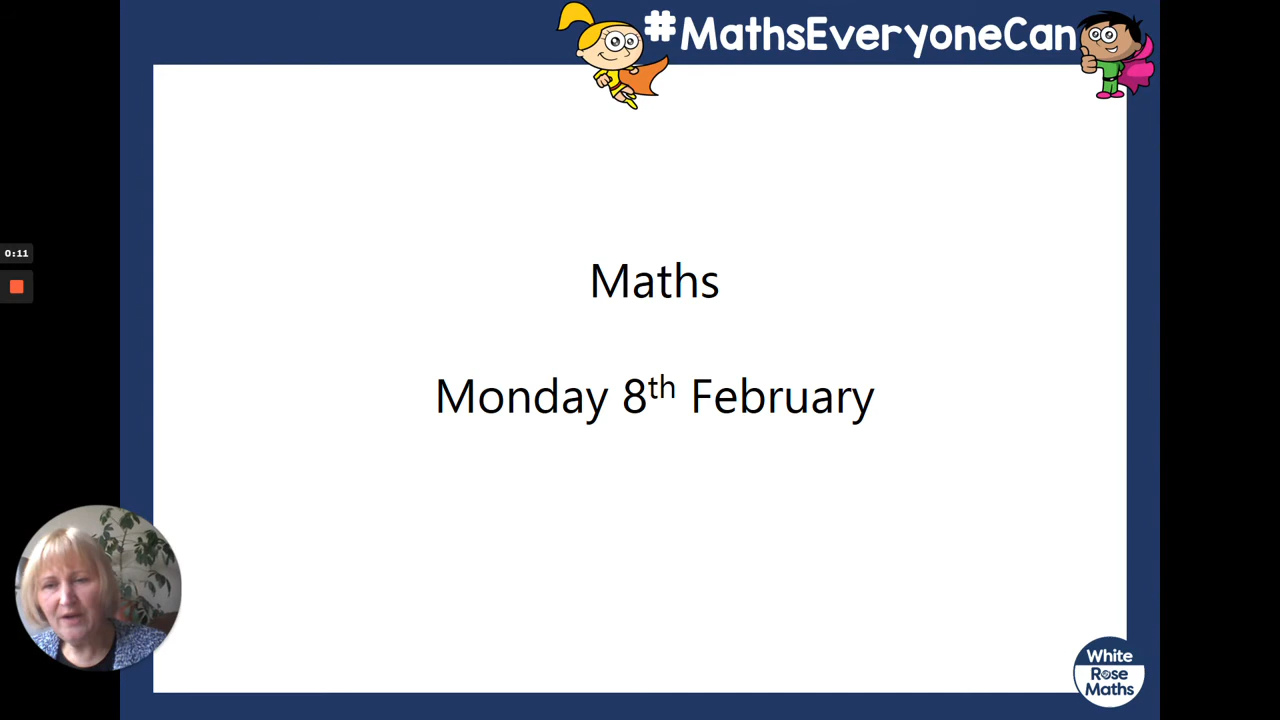 #MathsEveryoneCan
0:11
Maths
Monday 8th February
White
Rose
Maths